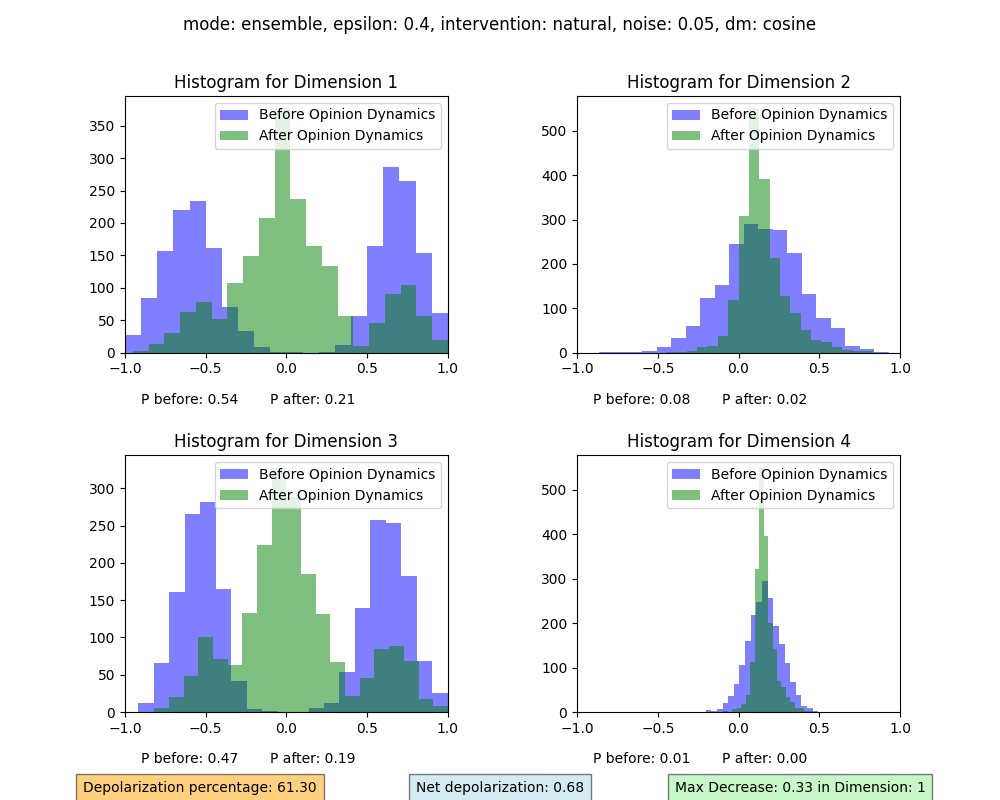 mode: ensemble, epsilon: 0.4, intervention: natural, noise: 0.05, dm: cosine
Histogram for Dimension 1
Before Opinion Dynamics
After Opinion Dynamics
350
300
250
200
150
100
50
0
−1.0 −0.5 0.0 0.5 1.0
P before: 0.54 P after: 0.21
Histogram for Dimension 2
Before Opinion Dynamics
After Opinion Dynamics
500
400
300
200
100
0
−1.0 −0.5 0.0 0.5 1.0
P before: 0.08 P after: 0.02
Histogram for Dimension 3
Before Opinion Dynamics
After Opinion Dynamics
300
250
200
150
100
50
0
−1.0 −0.5 0.0 0.5 1.0
P before: 0.47 P after: 0.19
Histogram for Dimension 4
Before Opinion Dynamics
After Opinion Dynamics
500
400
300
200
100
0
−1.0 −0.5 0.0 0.5 1.0
P before: 0.01 P after: 0.00
Depolarization percentage: 61.30
Net depolarization: 0.68
Max Decrease: 0.33 in Dimension: 1